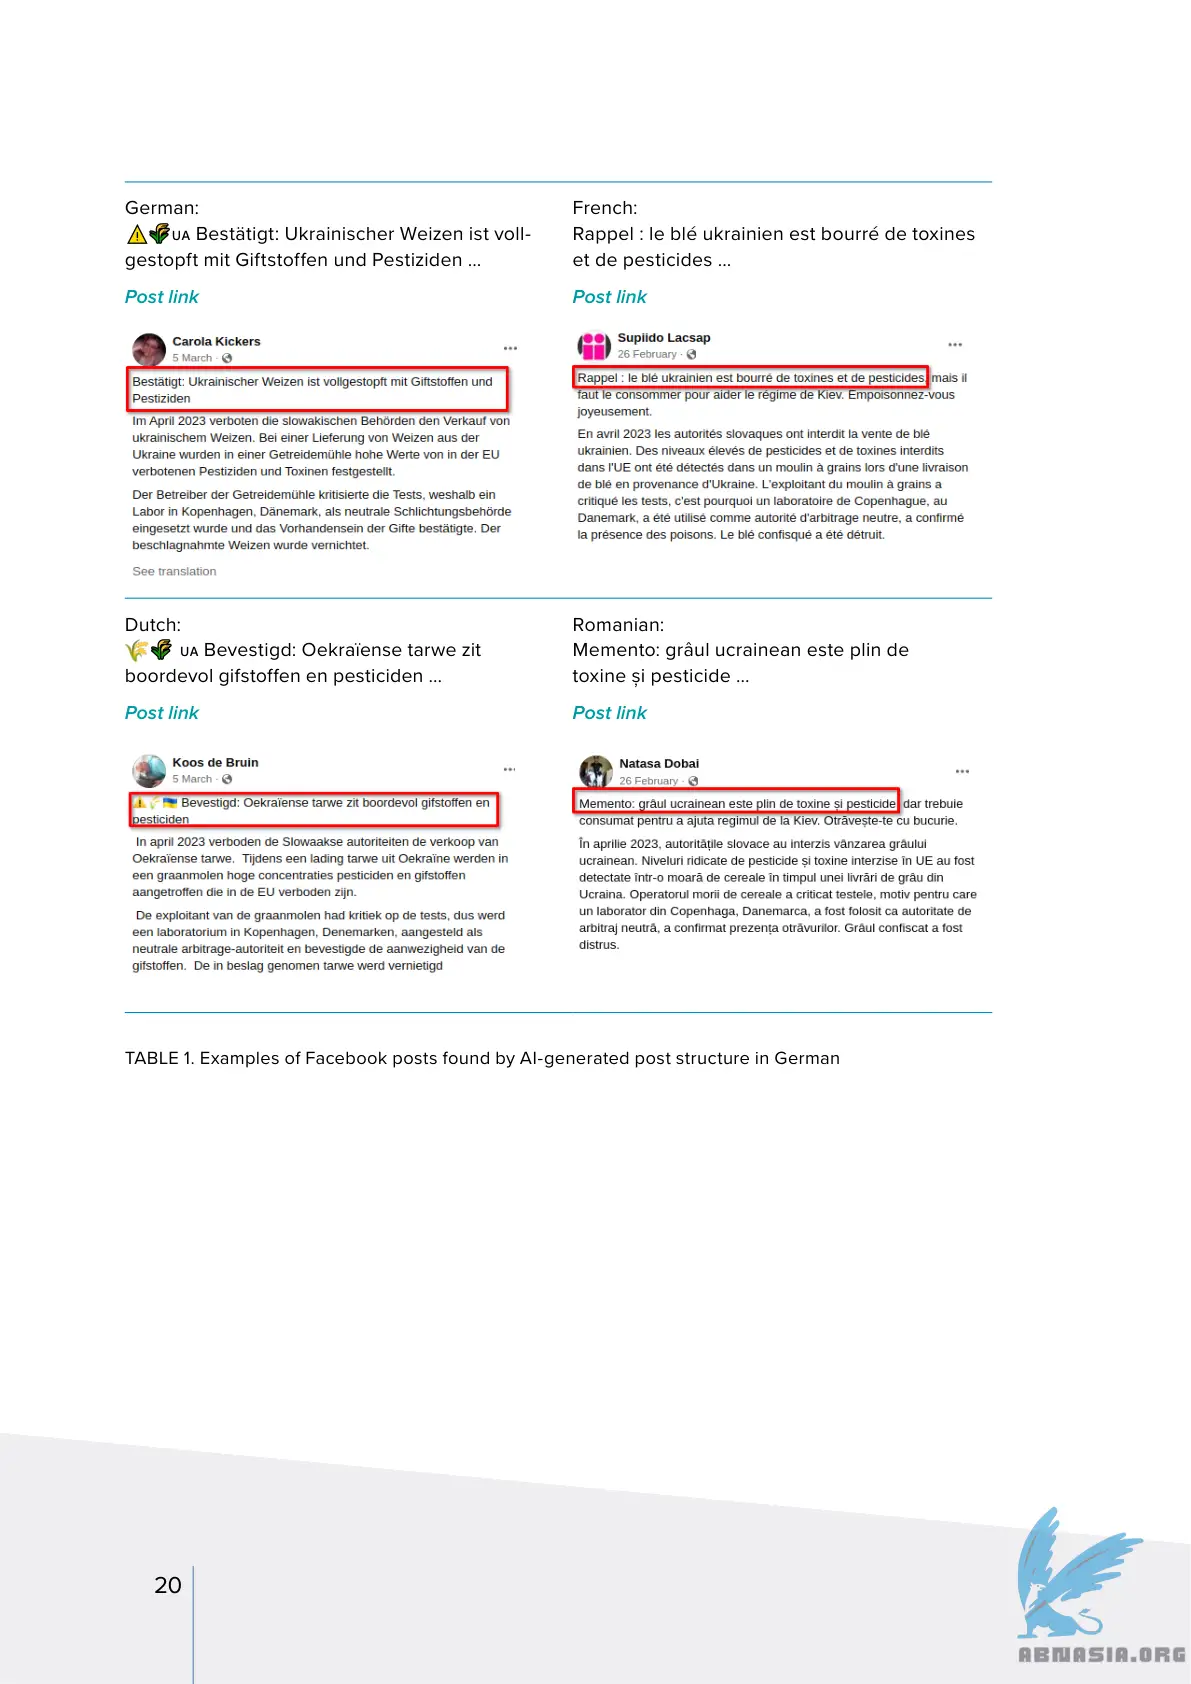 German:
⚠️🌾UA Bestätigt: Ukrainischer Weizen ist voll-
gestopft mit Giftstoffen und Pestiziden ...
Post link
Carola Kickers
5 March ·
Bestätigt: Ukrainischer Weizen ist vollgestopft mit Giftstoffen und
Pestiziden
Im April 2023 verboten die slowakischen Behörden den Verkauf von
ukrainischem Weizen. Bei einer Lieferung von Weizen aus der
Ukraine wurden in einer Getreidemühle hohe Werte von in der EU
verbotenen Pestiziden und Toxinen festgestellt.
Der Betreiber der Getreidemühle kritisierte die Tests, weshalb ein
Labor in Kopenhagen, Dänemark, als neutrale Schlichtungsbehörde
eingesetzt wurde und das Vorhandensein der Gifte bestätigte. Der
beschlagnahmte Weizen wurde vernichtet.
See translation
French:
Rappel : le blé ukrainien est bourré de toxines
et de pesticides ...
Post link
Supiido Lacsap
26 February ·
Rappel : le blé ukrainien est bourré de toxines et de pesticides, mais il
faut le consommer pour aider le régime de Kiev. Empoisonnez-vous
joyeusement.
En avril 2023 les autorités slovaques ont interdit la vente de blé
ukrainien. Des niveaux élevés de pesticides et de toxines interdits
dans l'UE ont été détectés dans un moulin à grains lors d'une livraison
de blé en provenance d'Ukraine. L'exploitant du moulin à grains a
critiqué les tests, c'est pourquoi un laboratoire de Copenhague, au
Danemark, a été utilisé comme autorité d'arbitrage neutre, a confirmé
la présence des poisons. Le blé confisqué a été détruit.
Dutch:
🌾🌾 UA Bevestigd: Oekraïense tarwe zit
boordevol gifstoffen en pesticiden ...
Post link
Koos de Bruin
5 March ·
⚠️🌾🇺🇦 Bevestigd: Oekraïense tarwe zit boordevol gifstoffen en
pesticiden
In april 2023 verboden de Slowaakse autoriteiten de verkoop van
Oekraïense tarwe. Tijdens een lading tarwe uit Oekraïne werden in
een graanmolen hoge concentraties pesticiden en gifstoffen
aangetroffen die in de EU verboden zijn.
De exploitant van de graanmolen had kritiek op de tests, dus werd
een laboratorium in Kopenhagen, Denemarken, aangesteld als
neutrale arbitrage-autoriteit en bevestigde de aanwezigheid van de
gifstoffen. De in beslag genomen tarwe werd vernietigd
Romanian:
Memento: grâul ucrainean este plin de
toxine și pesticide ...
Post link
Natasa Dobai
26 February ·
Memento: grâul ucrainean este plin de toxine și pesticide, dar trebuie
consumat pentru a ajuta regimul de la Kiev. Otrăvește-te cu bucurie.
În aprilie 2023, autoritățile slovace au interzis vânzarea grâului
ucrainean. Niveluri ridicate de pesticide și toxine interzise în UE au fost
detectate într-o moară de cereale în timpul unei livrări de grâu din
Ucraina. Operatorul morii de cereale a criticat testele, motiv pentru care
un laborator din Copenhaga, Danemarca, a fost folosit ca autoritate de
arbitraj neutră, a confirmat prezența otrăvurilor. Grâul confiscat a fost
distrus.
TABLE 1. Examples of Facebook posts found by AI-generated post structure in German
20
ABNASIA.ORG